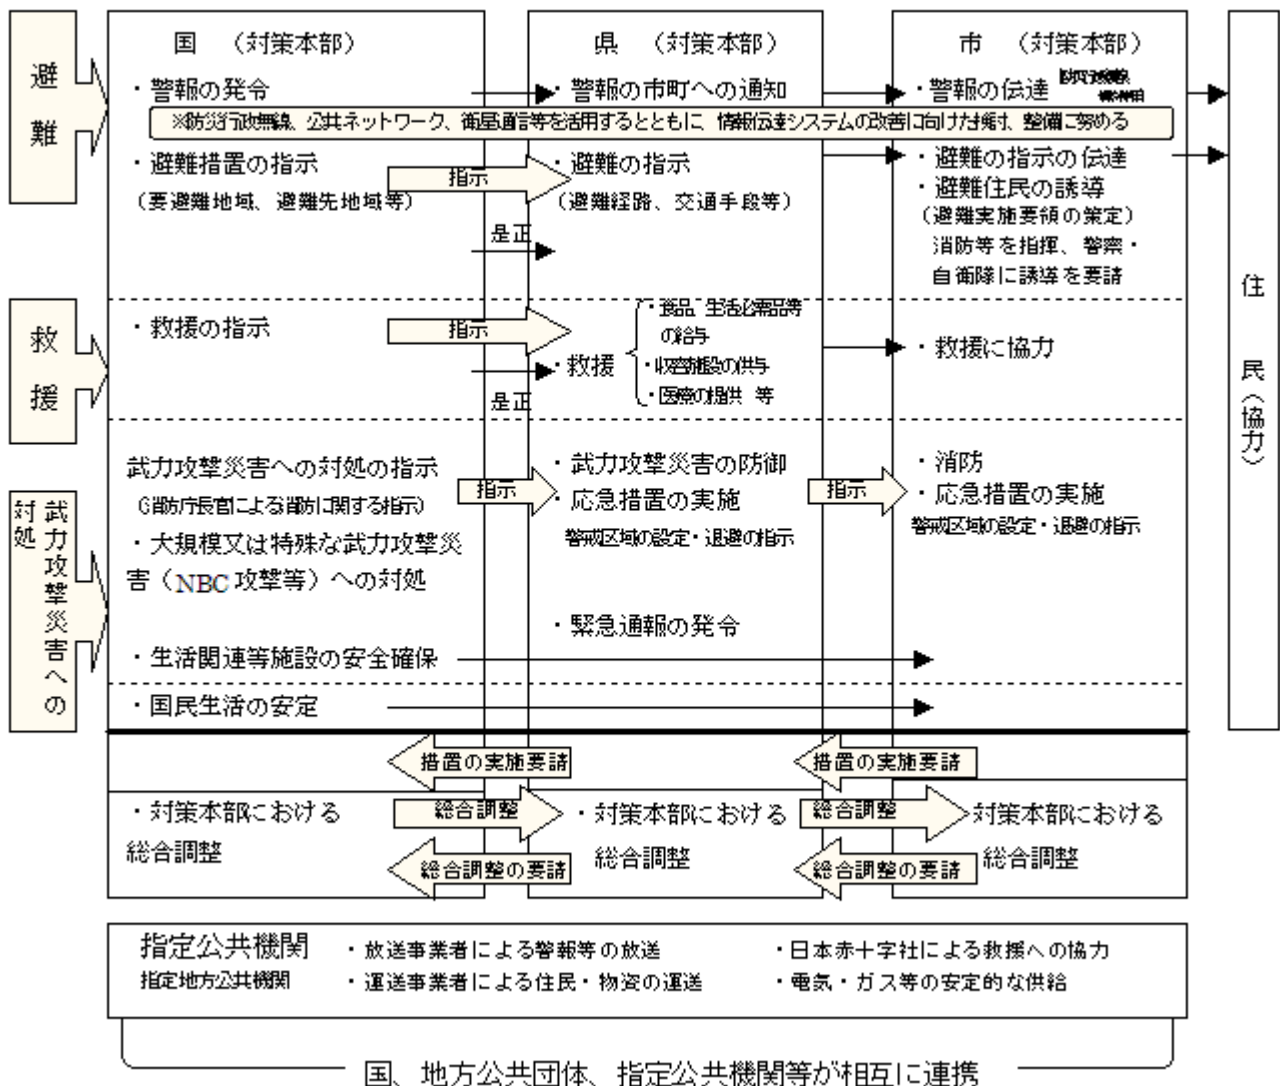 避難
国 （対策本部）
県 （対策本部）
市 （対策本部）
・警報の発令
・警報の市町への通知
・警報の伝達
※防災行政無線、公共ネットワーク、衛星通信等を活用するとともに、情報伝達システムの改善に向けた検討、整備に努める
・避難措置の指示
（要避難地域、避難先地域等）
指示
・避難の指示
（避難経路、交通手段等）
是正
・避難の指示の伝達
・避難住民の誘導
（避難実施要領の策定）
消防等を指揮、警察・
自衛隊に誘導を要請
住民（協力）
救援
・救援の指示
指示
是正
・救援
・食品、生活必需品等
の給与
・収容施設の供与
・医療の提供 等
・救援に協力
武力攻撃災害への
対処
武力攻撃災害への対処の指示
（消防庁長官による消防に関する指示）
・大規模又は特殊な武力攻撃災
害（NBC 攻撃等）への対処
指示
・武力攻撃災害の防御
・応急措置の実施
警戒区域の設定・退避の指示
・緊急通報の発令
指示
・消防
・応急措置の実施
警戒区域の設定・退避の指示
・生活関連等施設の安全確保
・国民生活の安定
措置の実施要請
措置の実施要請
・対策本部における
総合調整
総合調整
総合調整の要請
・対策本部における
総合調整
総合調整
総合調整の要請
対策本部における
総合調整
指定公共機関
指定地方公共機関
・放送事業者による警報等の放送
・運送事業者による住民・物資の運送
・日本赤十字社による救援への協力
・電気・ガス等の安定的な供給
国、地方公共団体、指定公共機関等が相互に連携